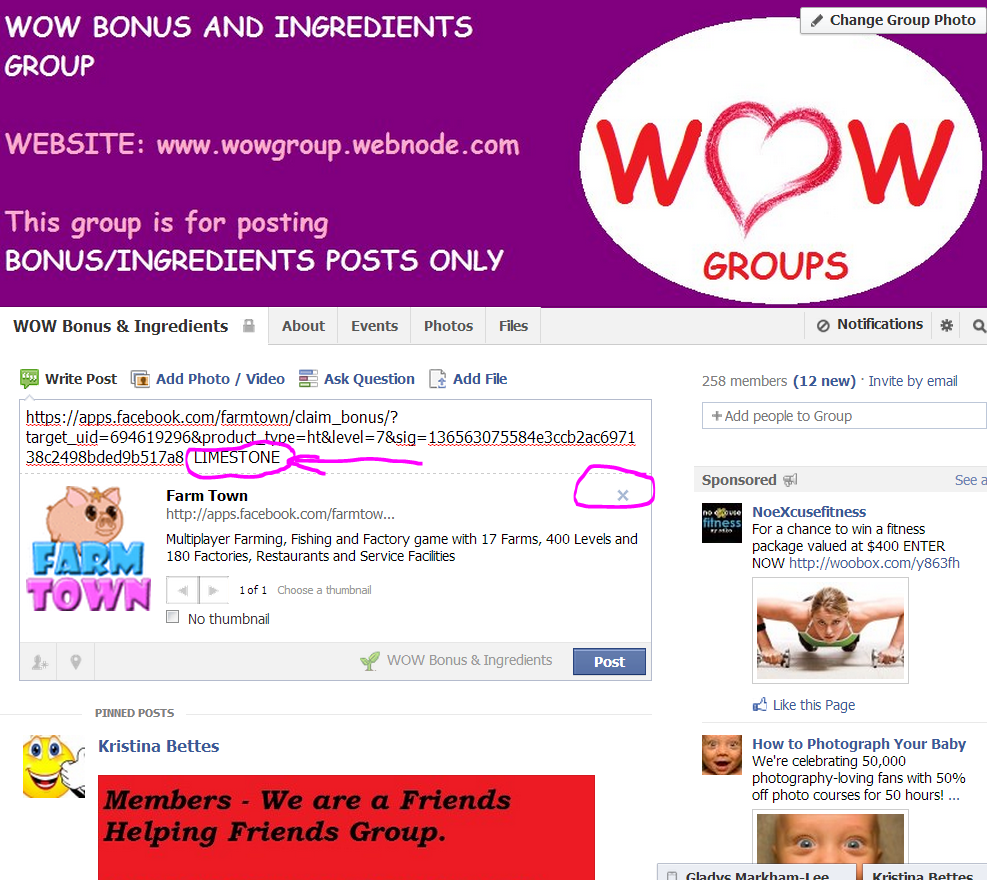 WOW BONUS AND INGREDIENTS
GROUP
WEBSITE: www.wowgroup.webnode.com
This group is for posting
BONUS/INGREDIENTS POSTS ONLY
Change Group Photo
WOW
GROUPS
WOW Bonus & Ingredients
About
Events
Photos
Files
Notifications
Write Post
Add Photo / Video
Ask Question
Add File
https://apps.facebook.com/farmtown/claim_bonus/?
target_uid=694619296&product_type=ht&level=7&sig=136563075584e3ccb2ac6971
38c2498bded9b517a8 LIMESTONE
FARM
TOWN
Farm Town
http://apps.facebook.com/farmtow...
Multiplayer Farming, Fishing and Factory game with 17 Farms, 400 Levels and
180 Factories, Restaurants and Service Facilities
1 of 1 Choose a thumbnail
No thumbnail
WOW Bonus & Ingredients
Post
PINNED POSTS
Kristina Bettes
Members - We are a Friends
Helping Friends Group.
258 members (12 new) · Invite by email
+Add people to Group
Sponsored
See a
no e cuse
fitness
NoeXcusefitness
For a chance to win a fitness
package valued at $400 ENTER
NOW http://woobox.com/y863fh
Like this Page
How to Photograph Your Baby
We're celebrating 50,000
photography-loving fans with 50%
off photo courses for 50 hours! ...
Gladys Markham-Lee
Kristina Bettes